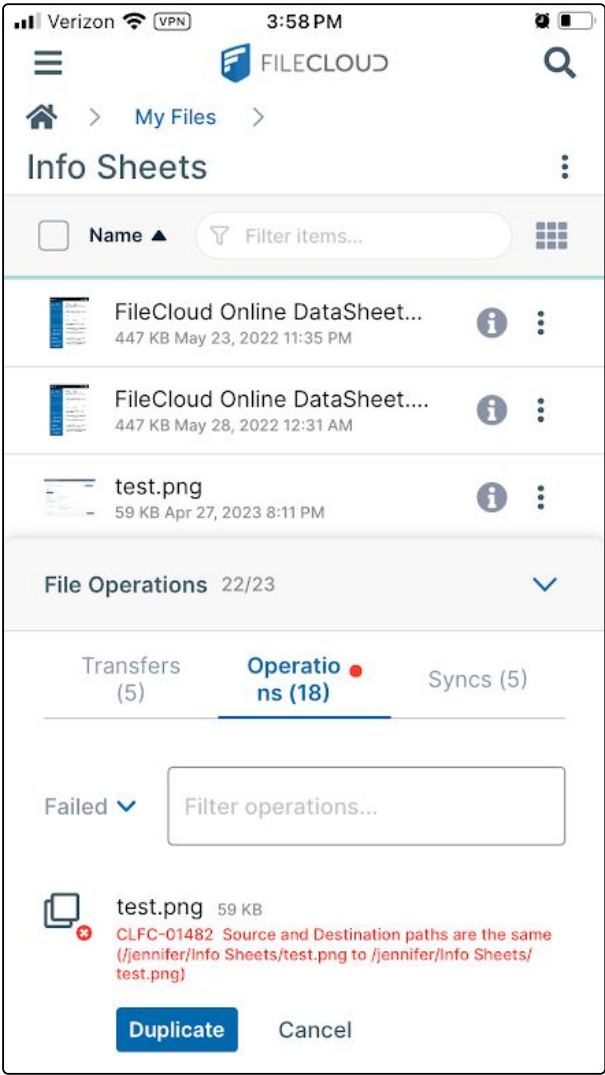 Verizon VPN 3:58 PM
FILECLOUD
My Files
Info Sheets
Name Filter items...
FileCloud Online DataSheet...
447 KB May 23, 2022 11:35 PM
FileCloud Online DataSheet....
447 KB May 28, 2022 12:31 AM
test.png
59 KB Apr 27, 2023 8:11 PM
File Operations 22/23
Transfers
(5)
Operatio
ns (18)
Syncs (5)
Failed Filter operations...
test.png 59 KB
CLFC-01482 Source and Destination paths are the same
(/jennifer/Info Sheets/test.png to /jennifer/Info Sheets/
test.png)
Duplicate Cancel